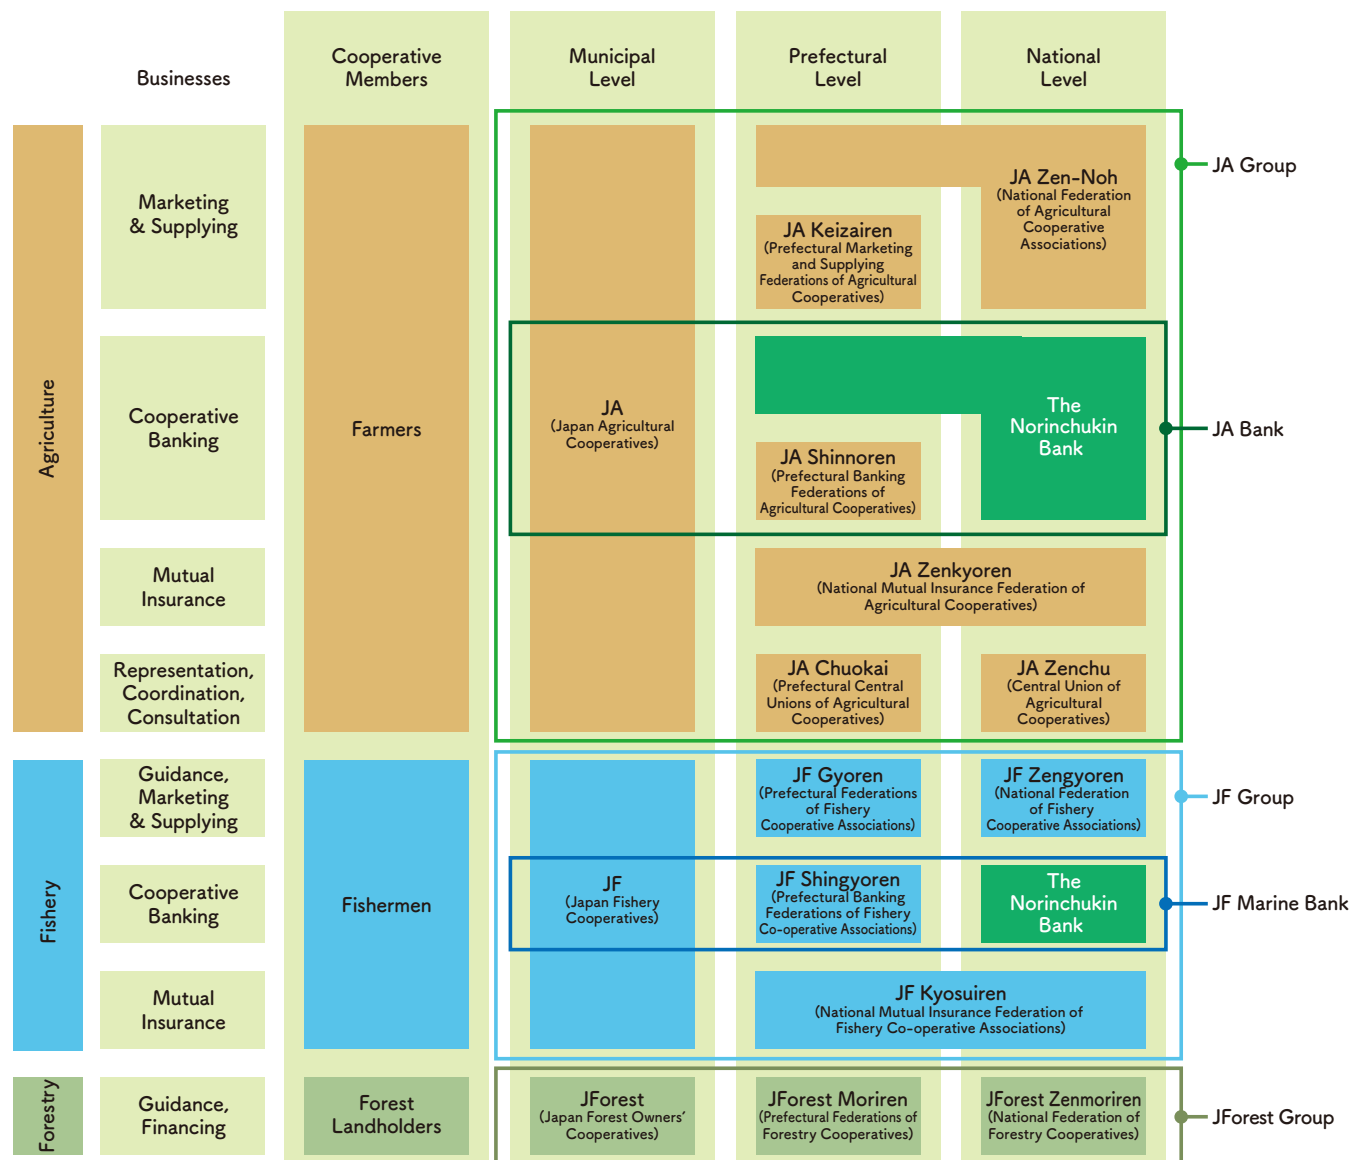 Businesses
Cooperative
Members
Municipal
Level
Prefectural
Level
National
Level
Agriculture
Marketing
& Supplying
Cooperative
Banking
Mutual
Insurance
Representation,
Coordination,
Consultation
Farmers
JA
(Japan Agricultural
Cooperatives)
JA Zen-Noh
(National Federation
of Agricultural
Cooperative
Associations)
JA Keizairen
(Prefectural Marketing
and Supplying
Federations of Agricultural
Cooperatives)
The
Norinchukin
Bank
JA Shinnoren
(Prefectural Banking
Federations of
Agricultural Cooperatives)
JA Zenkyoren
(National Mutual Insurance Federation of
Agricultural Cooperatives)
JA Chuokai
(Prefectural Central
Unions of Agricultural
Cooperatives)
JA Zenchu
(Central Union of
Agricultural
Cooperatives)
JA Group
JA Bank
Fishery
Guidance,
Marketing
& Supplying
Cooperative
Banking
Mutual
Insurance
Fishermen
JF
(Japan Fishery
Cooperatives)
JF Gyoren
(Prefectural Federations
of Fishery
Cooperative Associations)
JF Zengyoren
(National Federation
of Fishery
Cooperative Associations)
JF Shingyoren
(Prefectural Banking
Federations of Fishery
Co-operative Associations)
The
Norinchukin
Bank
JF Kyosuiren
(National Mutual Insurance Federation of
Fishery Co-operative Associations)
JF Group
JF Marine Bank
Forestry
Guidance,
Financing
Forest
Landholders
JForest
(Japan Forest Owners'
Cooperatives)
JForest Moriren
(Prefectural Federations of
Forestry Cooperatives)
JForest Zenmoriren
(National Federation of
Forestry Cooperatives)
JForest Group